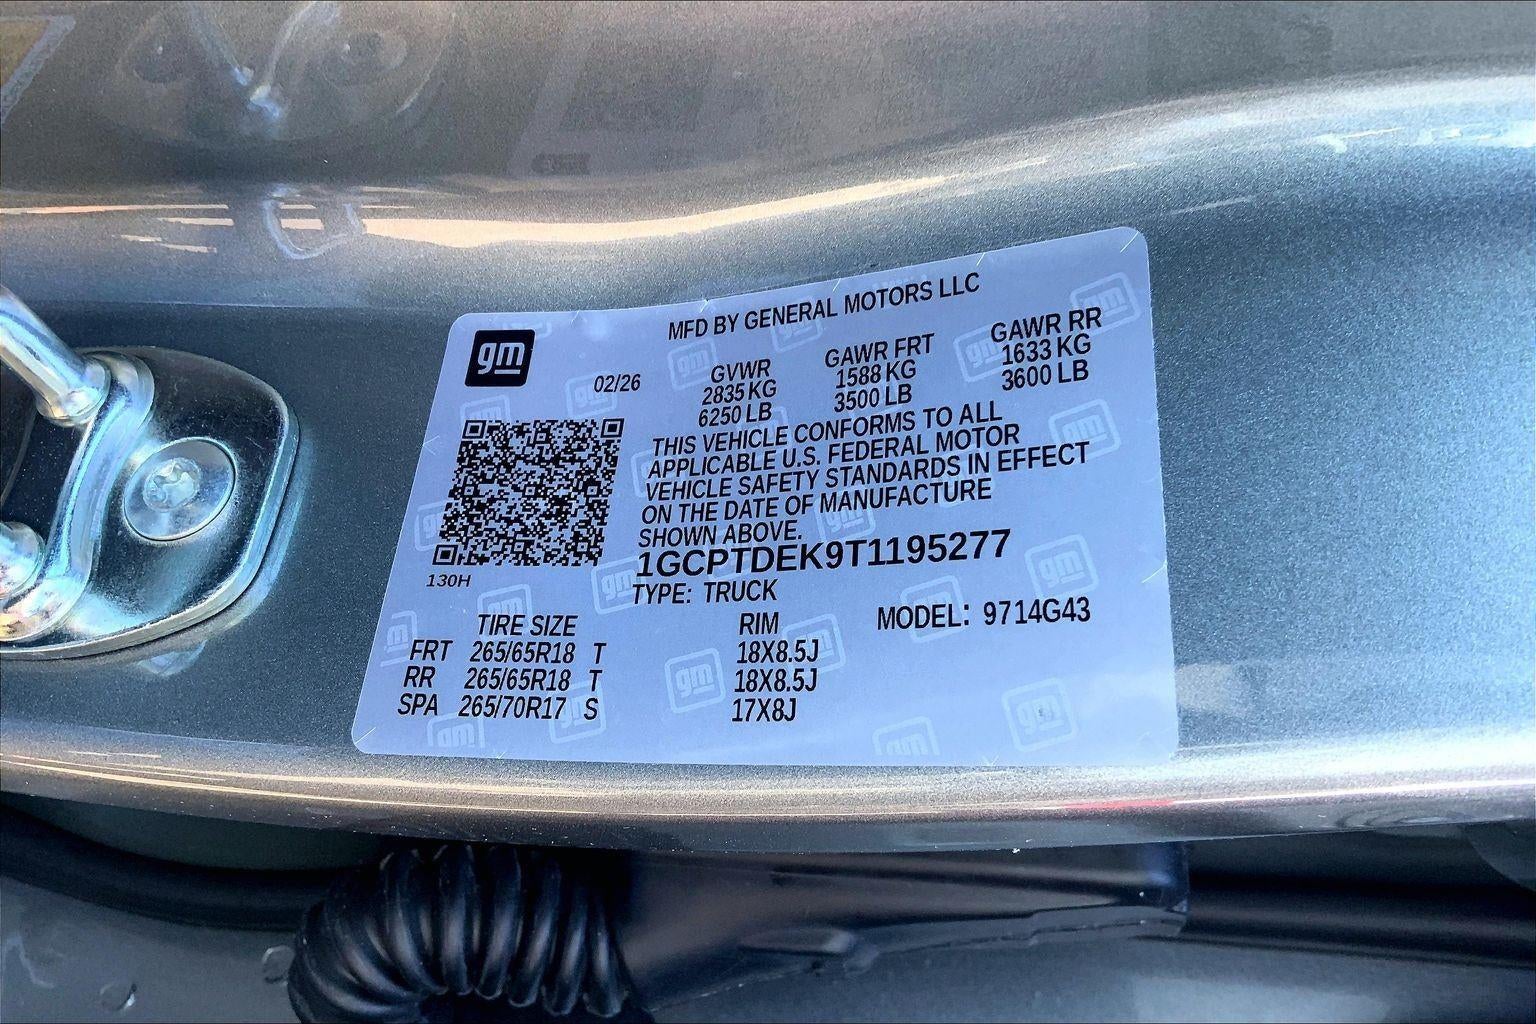 MFD BY GENERAL MOTORS LLC
gm
02/26
GVWR GAWR FRT GAWR RR
2835 KG 1588 KG 1633 KG
6250 LB 3500 LB 3600 LB
THIS VEHICLE CONFORMS TO ALL
APPLICABLE U.S. FEDERAL MOTOR
VEHICLE SAFETY STANDARDS IN EFFECT
ON THE DATE OF MANUFACTURE
SHOWN ABOVE.
1GCPTDEK9T1195277
130H
TYPE: TRUCK
MODEL: 9714G43
TIRE SIZE RIM
FRT 265/65R18 T 18X8.5J
RR 265/65R18 T 18X8.5J
SPA 265/70R17 S 17X8J